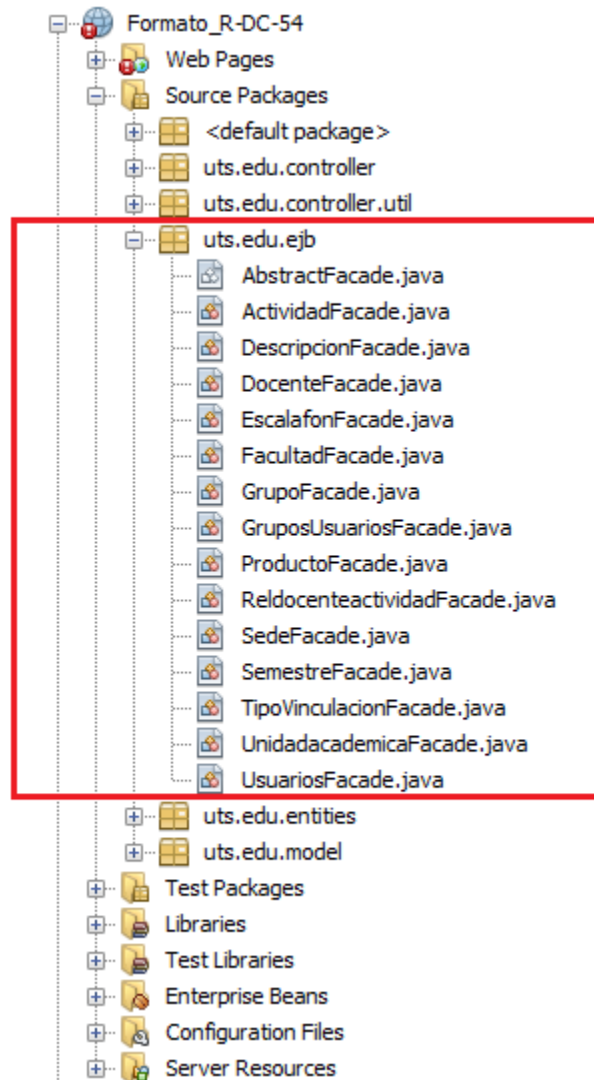 Formato_R-DC-54
Web Pages
Source Packages
<default package>
uts.edu.controller
uts.edu.controller.util
uts.edu.ejb
AbstractFacade.java
ActividadFacade.java
DescripcionFacade.java
DocenteFacade.java
EscalafonFacade.java
FacultadFacade.java
GrupoFacade.java
GruposUsuariosFacade.java
ProductoFacade.java
ReldocenteactividadFacade.java
SedeFacade.java
SemestreFacade.java
TipoVinculacionFacade.java
UnidadacademicaFacade.java
UsuariosFacade.java
uts.edu.entities
uts.edu.model
Test Packages
Libraries
Test Libraries
Enterprise Beans
Configuration Files
Server Resources